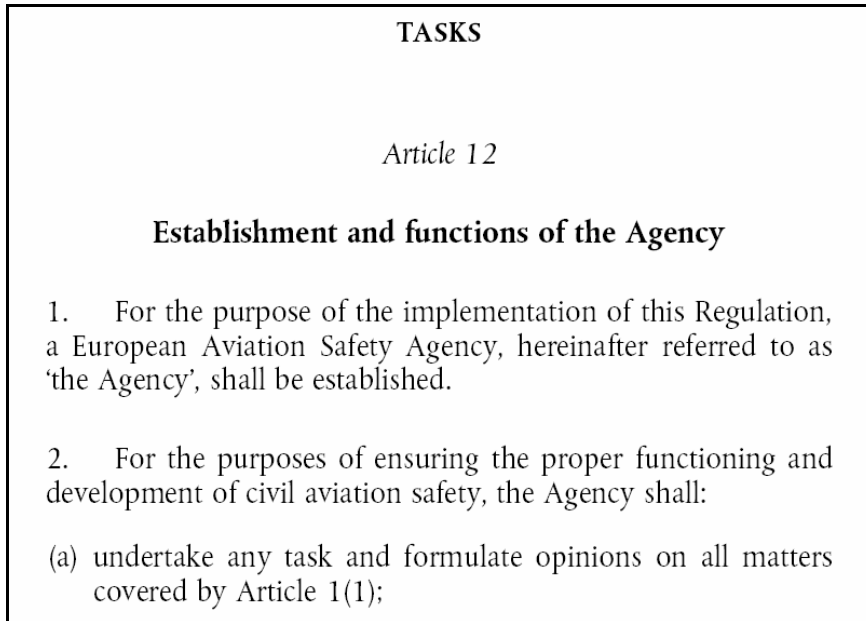 TASKS
Article 12
Establishment and functions of the Agency
1. For the purpose of the implementation of this Regulation,
a European Aviation Safety Agency, hereinafter referred to as
‘the Agency’, shall be established.
2. For the purposes of ensuring the proper functioning and
development of civil aviation safety, the Agency shall:
(a) undertake any task and formulate opinions on all matters
covered by Article 1(1);